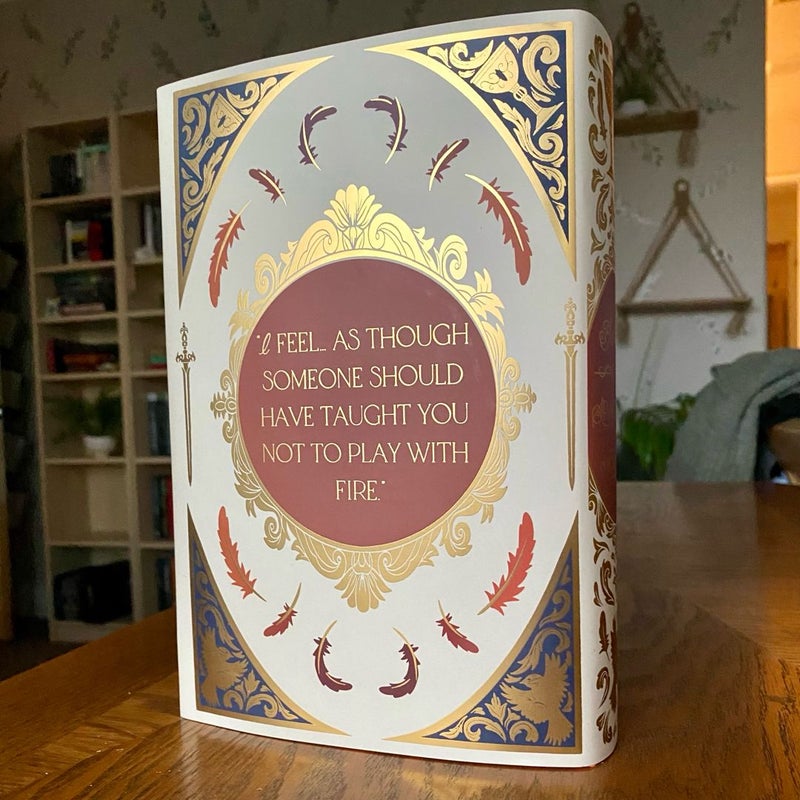 "I FEEL... AS THOUGH
SOMEONE SHOULD
HAVE TAUGHT YOU
NOT TO PLAY WITH
FIRE."